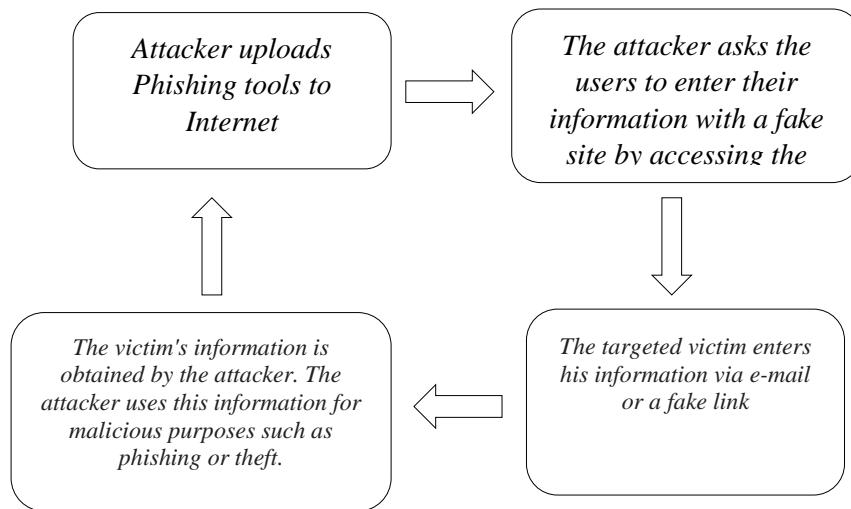 Attacker uploads
Phishing tools to
Internet
The attacker asks the
users to enter their
information with a fake
site by accessing the
The targeted victim enters
his information via e-mail
or a fake link
The victim's information is
obtained by the attacker. The
attacker uses this information for
malicious purposes such as
phishing or theft.